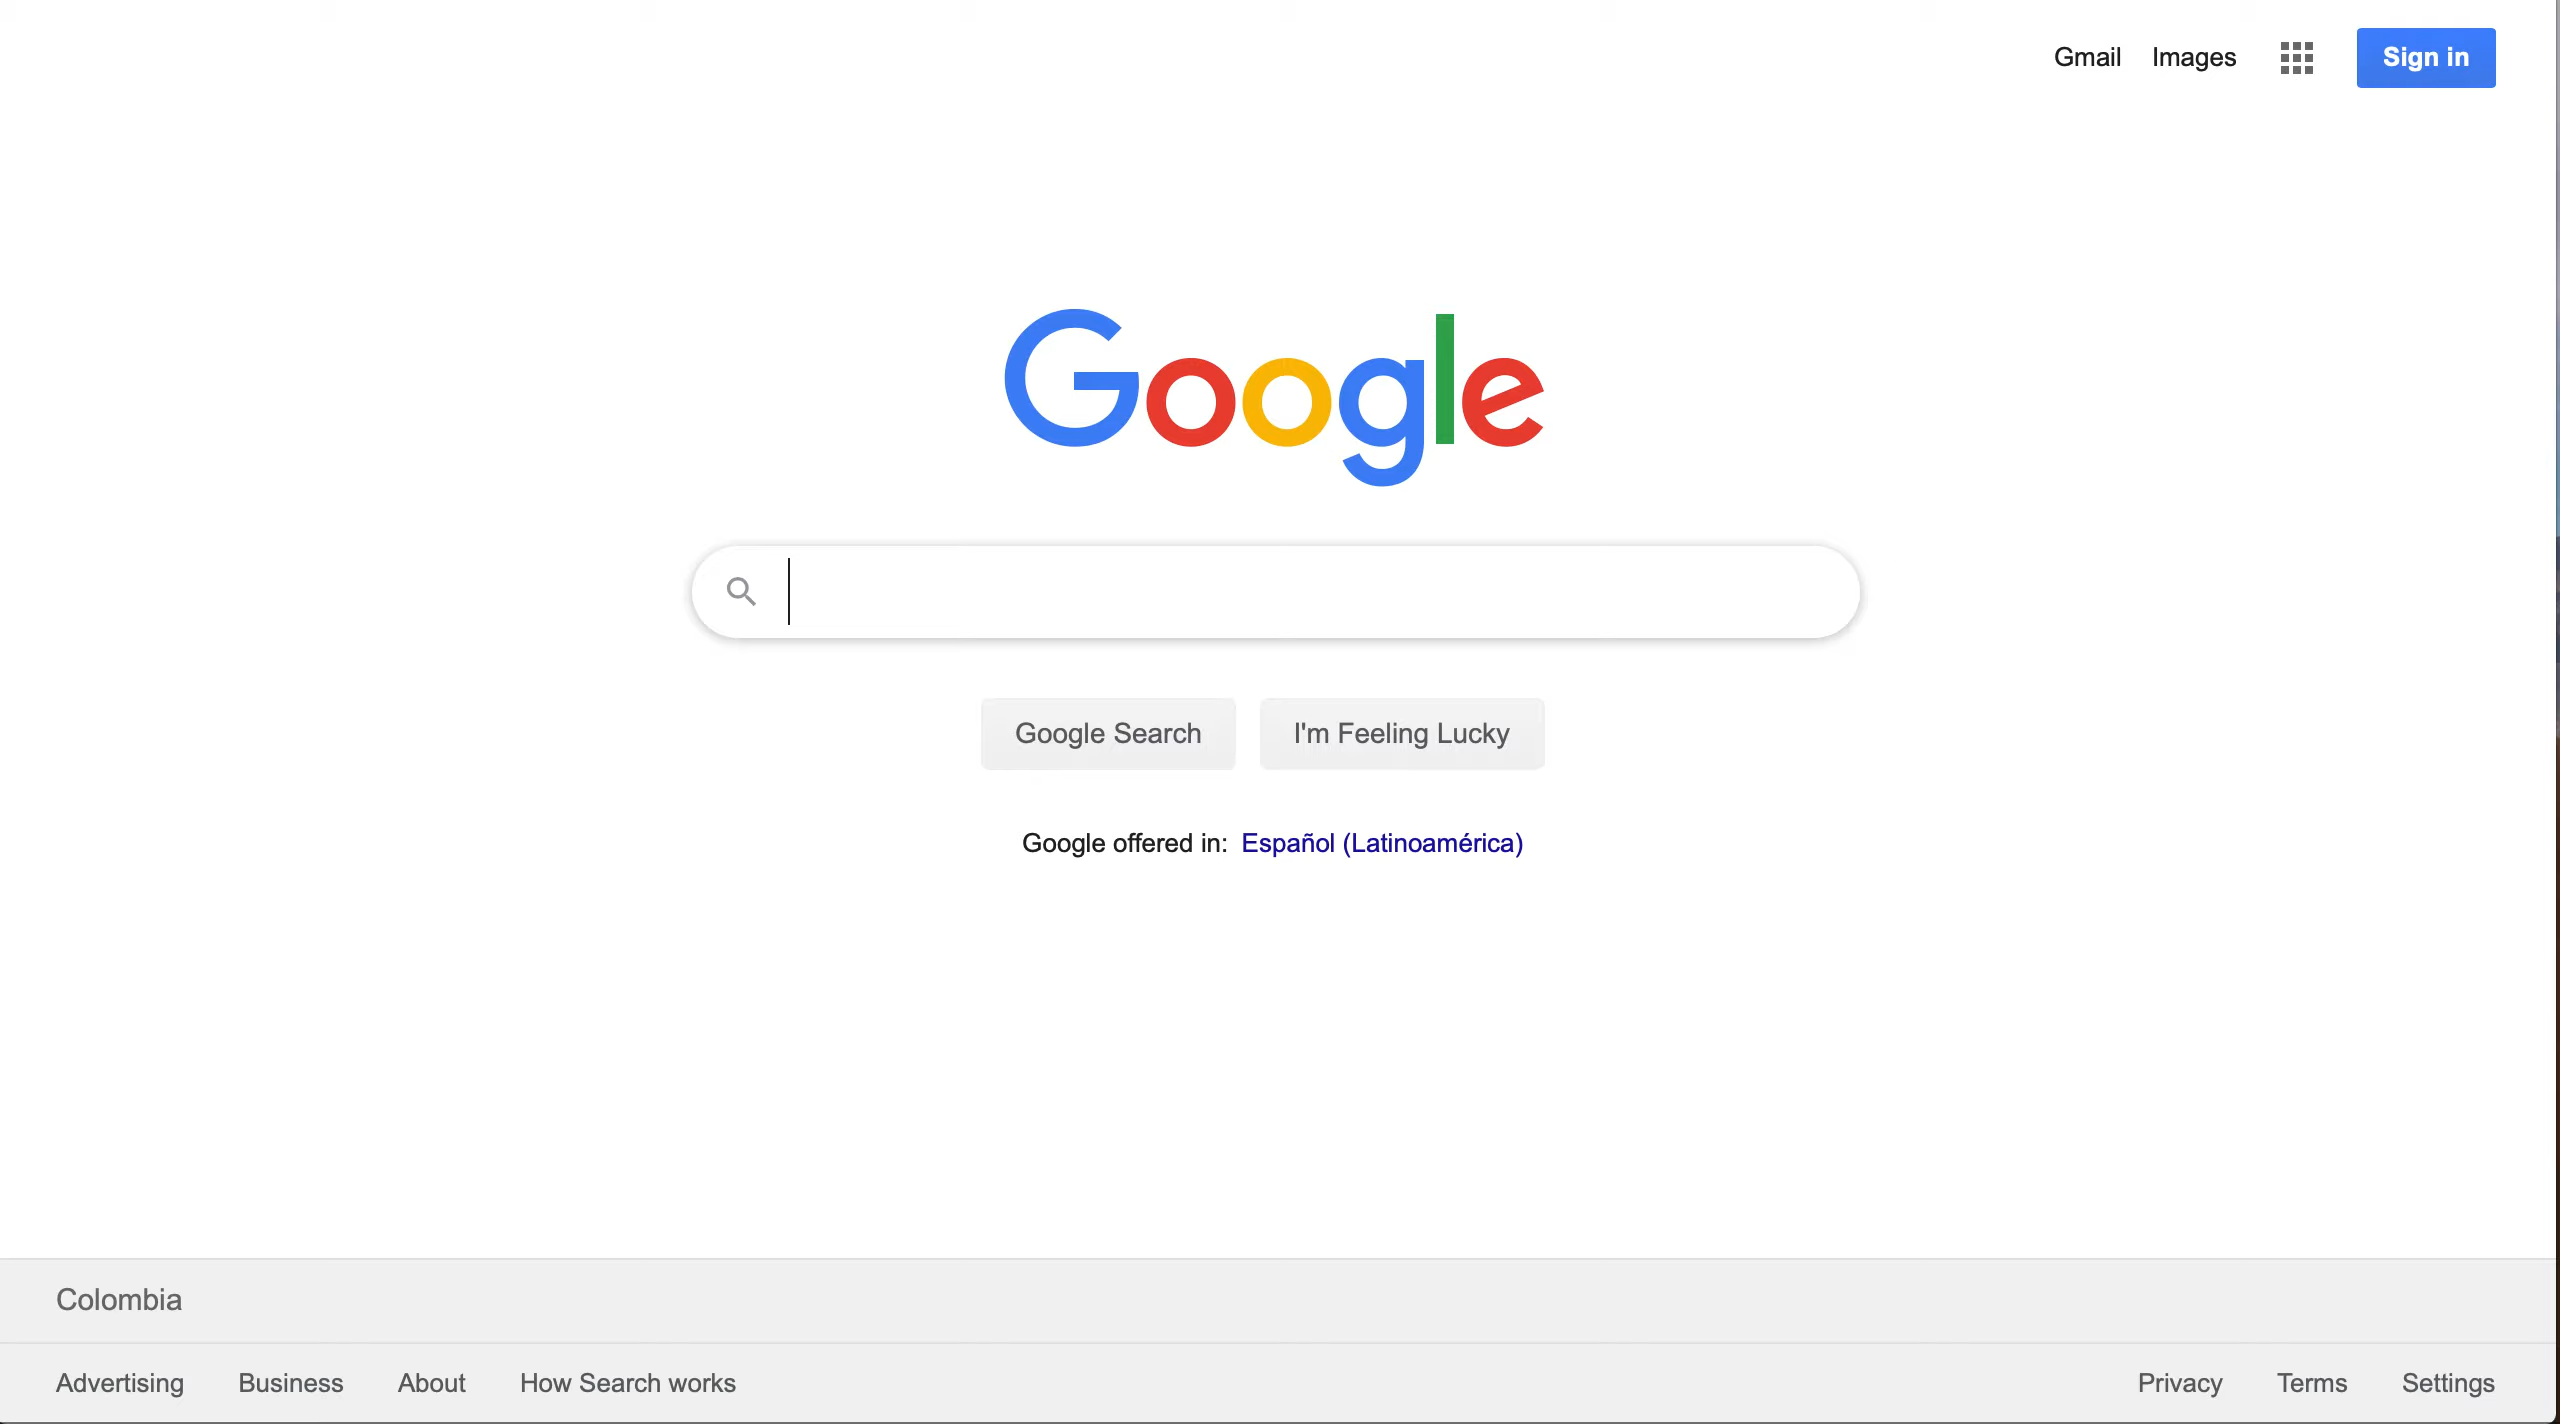 Gmail Images Sign in
Google
Google Search I'm Feeling Lucky
Google offered in: Español (Latinoamérica)
Colombia
Advertising Business About How Search works Privacy Terms Settings